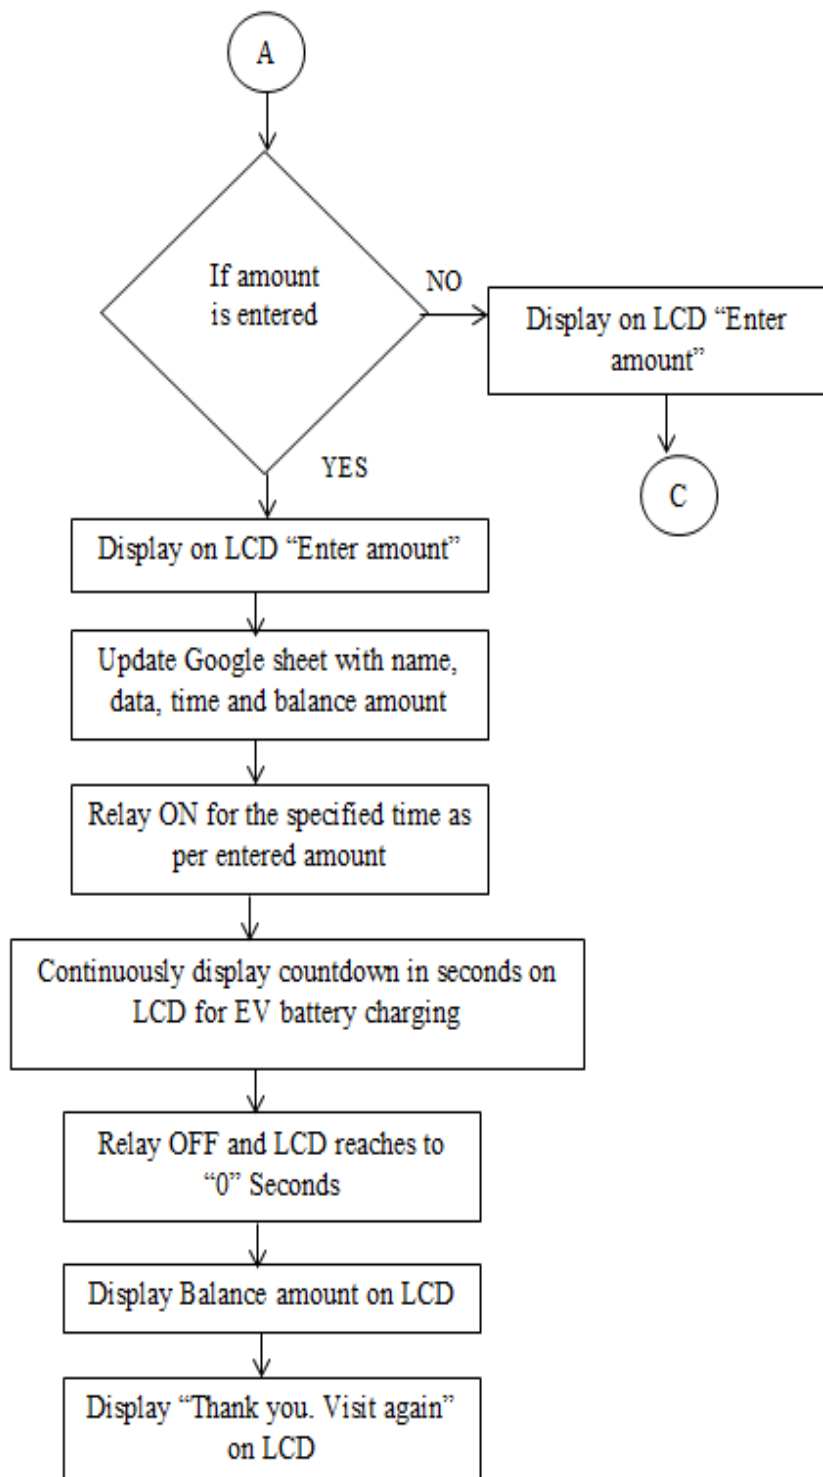 A
If amount
is entered
NO
Display on LCD “Enter
amount”
C
YES
Display on LCD “Enter amount”
Update Google sheet with name,
data, time and balance amount
Relay ON for the specified time as
per entered amount
Continuously display countdown in seconds on
LCD for EV battery charging
Relay OFF and LCD reaches to
“0” Seconds
Display Balance amount on LCD
Display “Thank you. Visit again”
on LCD